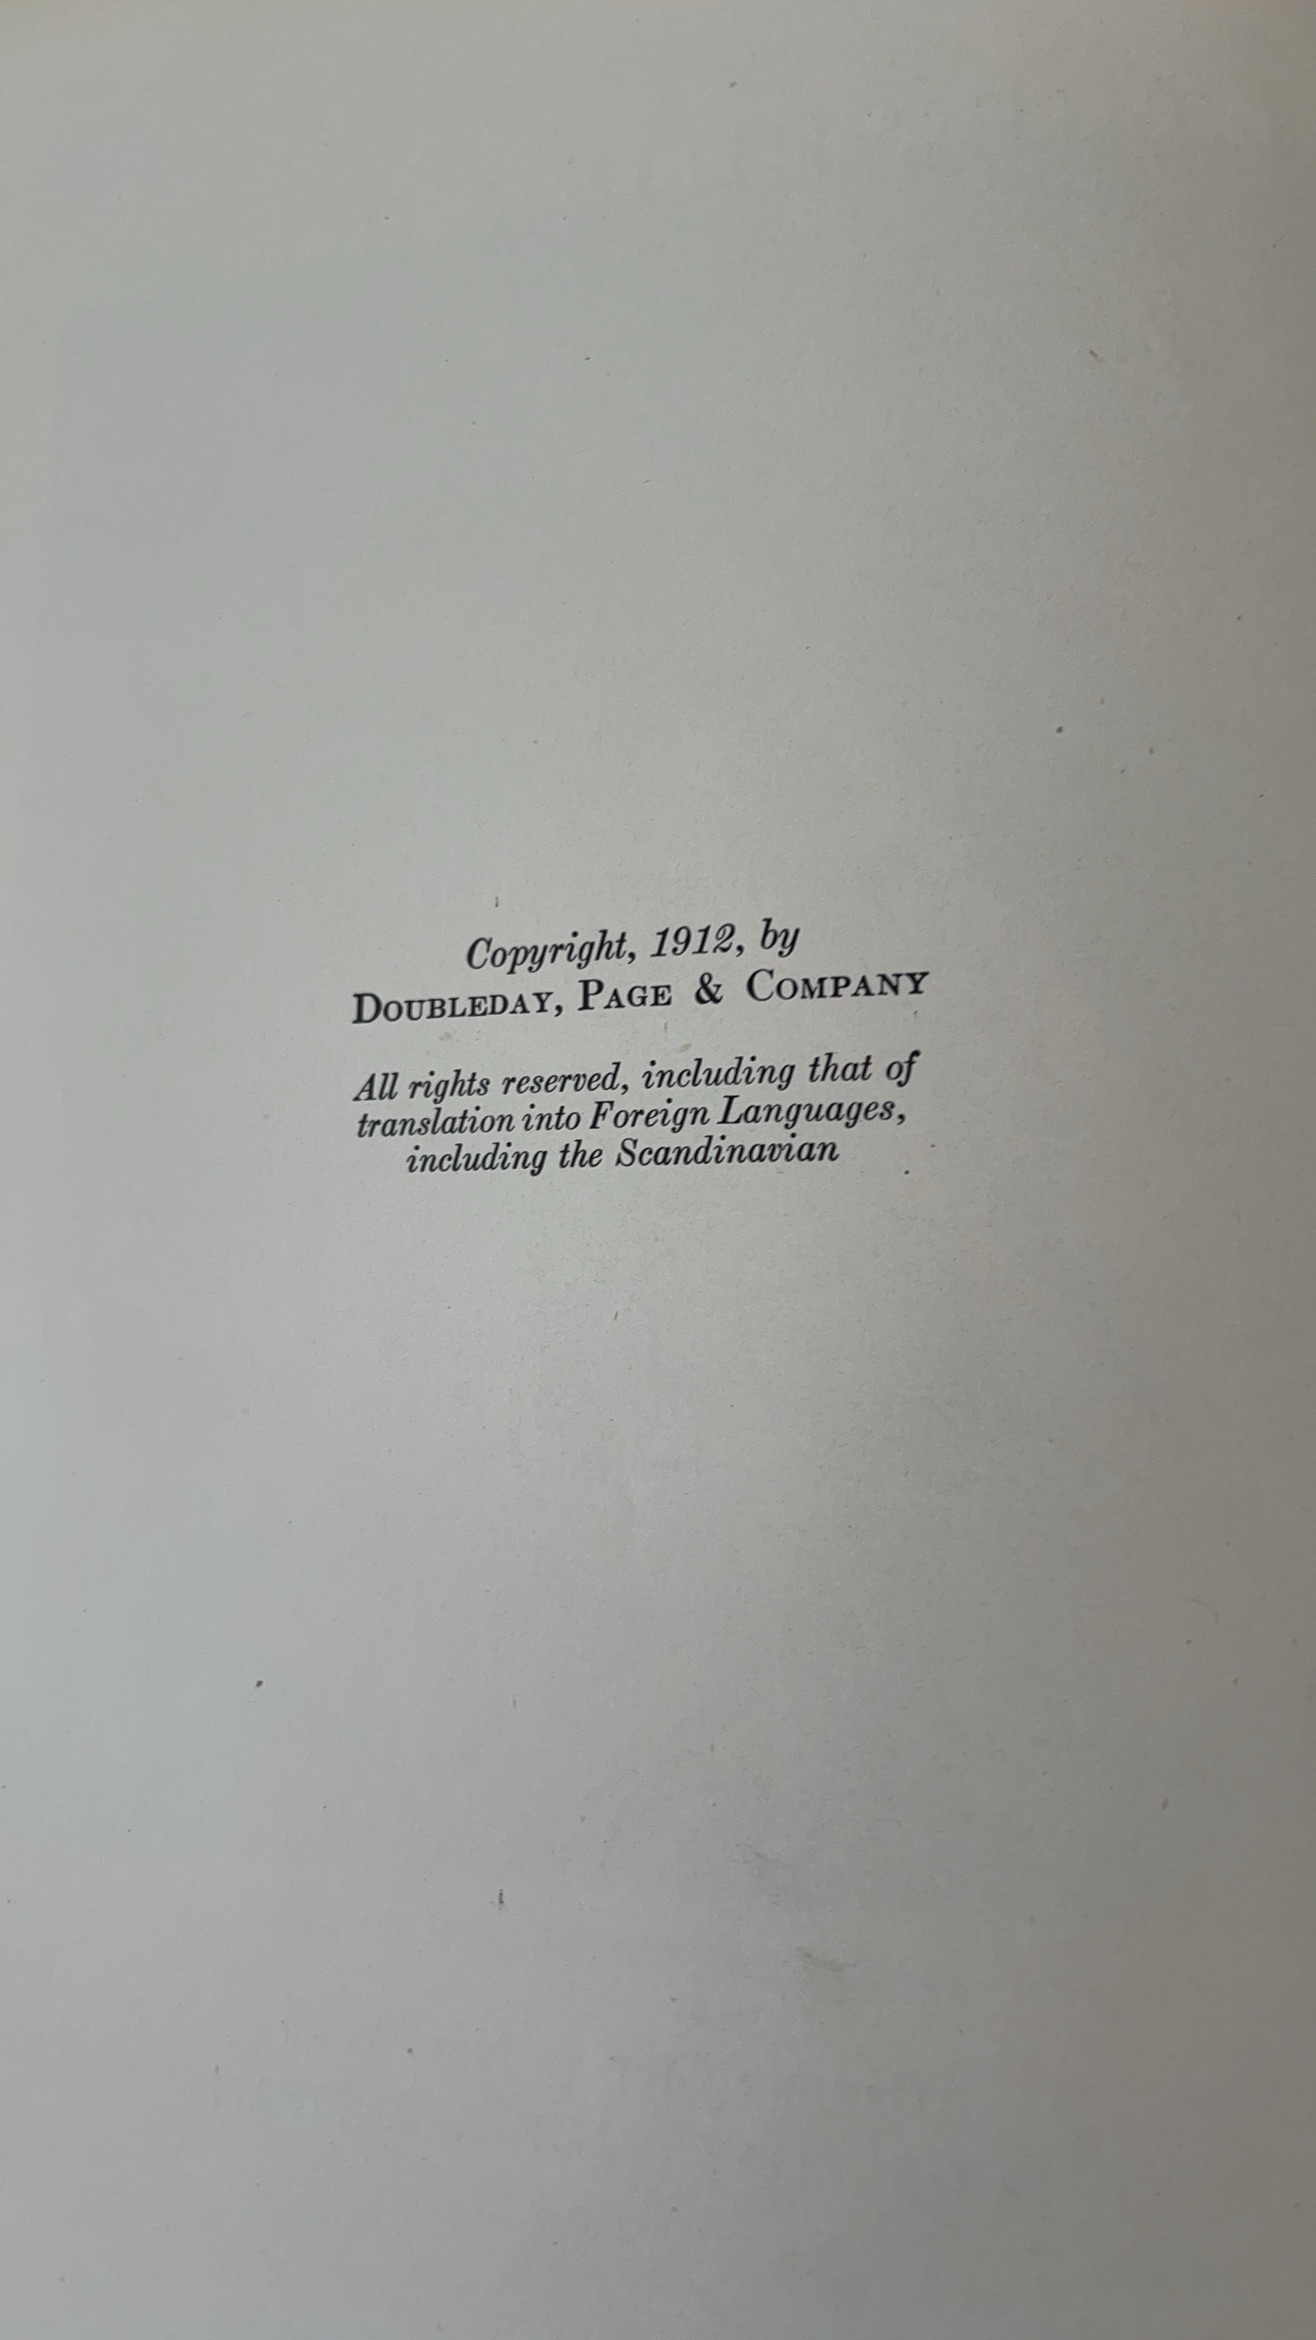 Copyright, 1912, by
DOUBLEDAY, PAGE & COMPANY
All rights reserved, including that of
translation into Foreign Languages,
including the Scandinavian